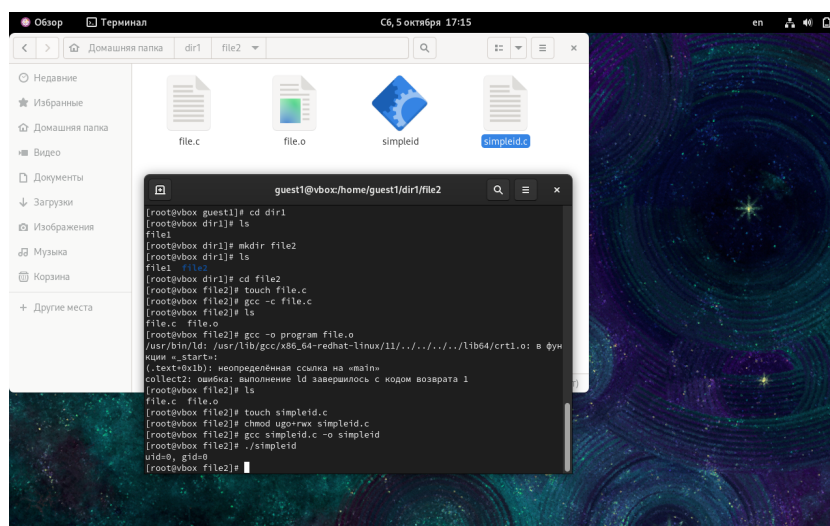 Обзор Терминал Сб, 5 октября 17:15 en
Домашняя папка dir1 file2
Недавние
Избранные
Домашняя папка
Видео
Документы
Загрузки
Изображения
Музыка
Корзина
+ Другие места
file.c file.o simpleid simpleid.c
guest1@vbox:/home/guest1/dir1/file2
[root@vbox guest1]# cd dir1
[root@vbox dir1]# ls
file1
[root@vbox dir1]# mkdir file2
[root@vbox dir1]# ls
file1 file2
[root@vbox dir1]# cd file2
[root@vbox file2]# touch file.c
[root@vbox file2]# gcc -c file.c
[root@vbox file2]# ls
file.c file.o
[root@vbox file2]# gcc -o program file.o
/usr/bin/ld: /usr/lib/gcc/x86_64-redhat-linux/11/../../../../lib64/crt1.o: в фун
кции «_start»:
(.text+0x1b): неопределённая ссылка на «main»
collect2: ошибка: выполнение ld завершилось с кодом возврата 1
[root@vbox file2]# ls
file.c file.o
[root@vbox file2]# touch simpleid.c
[root@vbox file2]# chmod ugo+rwx simpleid.c
[root@vbox file2]# gcc simpleid.c -o simpleid
[root@vbox file2]# ./simpleid
uid=0, gid=0
[root@vbox file2]#